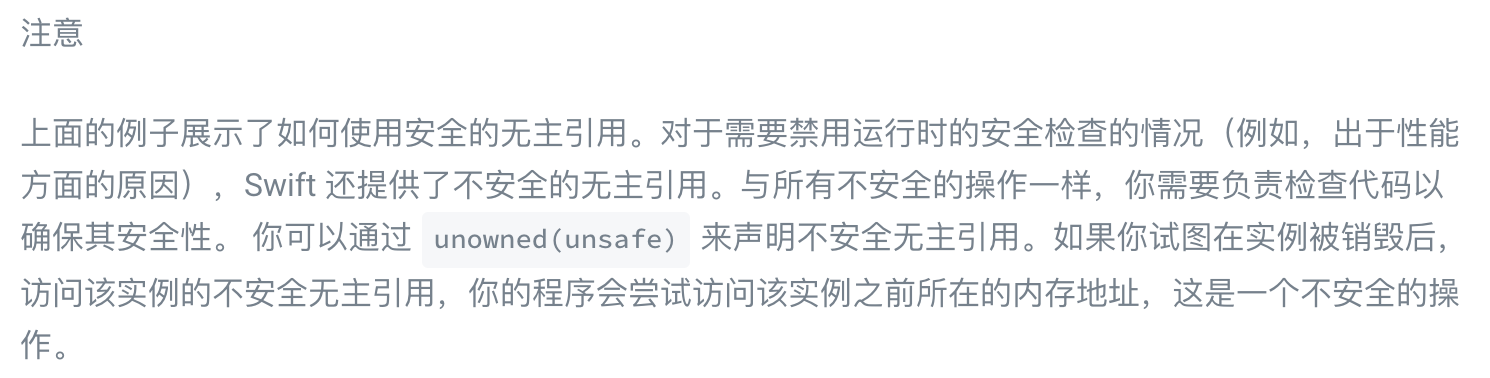 注意
上面的例子展示了如何使用安全的无主引用。对于需要禁用运行时的安全检查的情况（例如，出于性能
方面的原因），Swift 还提供了不安全的无主引用。与所有不安全的操作一样，你需要负责检查代码以
确保其安全性。 你可以通过 unowned(unsafe) 来声明不安全无主引用。如果你试图在实例被销毁后，
访问该实例的不安全无主引用，你的程序会尝试访问该实例之前所在的内存地址，这是一个不安全的操
作。